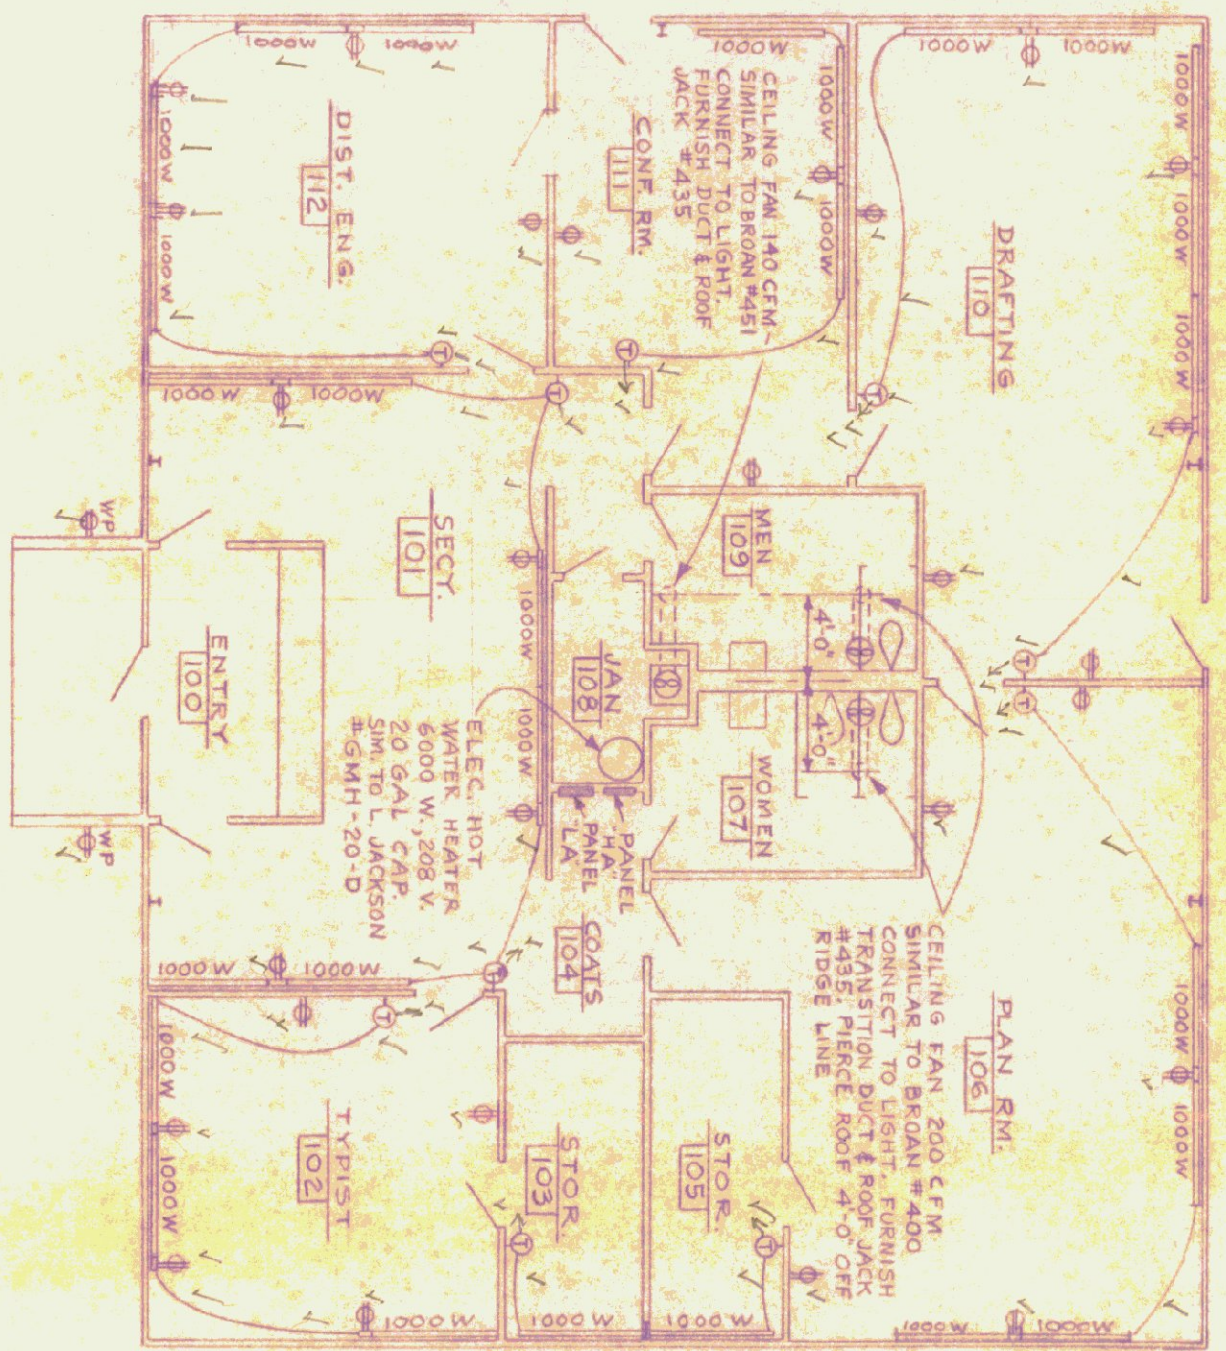 1000W
1000W
1000W
1000W
DIST. ENG.
112
CONF. RM.
111
1000W
1000W
1000W
CEILING FAN 140 CFM
SIMILAR TO BROAN #451
CONNECT TO LIGHT.
FURNISH DUCT & ROOF
JACK #435
DRAFTING
110
1000W
1000W
1000W
1000W
1000W
T
T
T
T
1000W
1000W
SECY.
101
WP
WP
ENTRY
100
1000W
1000W
MEN
109
4'-0"
4'-0"
JAN
108
WOMEN
107
ELEC. HOT
WATER HEATER
6000 W., 208 V.
20 GAL CAP.
SIM. TO L. JACKSON
#GMH-20-D
PANEL
"HA"
PANEL
"LA"
COATS
104
T
T
1000W
1000W
T
T
PLAN RM.
106
CEILING FAN 200 CFM
SIMILAR TO BROAN #400
CONNECT TO LIGHT. FURNISH
TRANSITION DUCT & ROOF JACK
#435. PIERCE ROOF 4'-0" OFF
RIDGE LINE
1000W
1000W
1000W
1000W
TYPIST
102
1000W
1000W
1000W
STOR.
103
T
1000W
STOR.
105
T
1000W